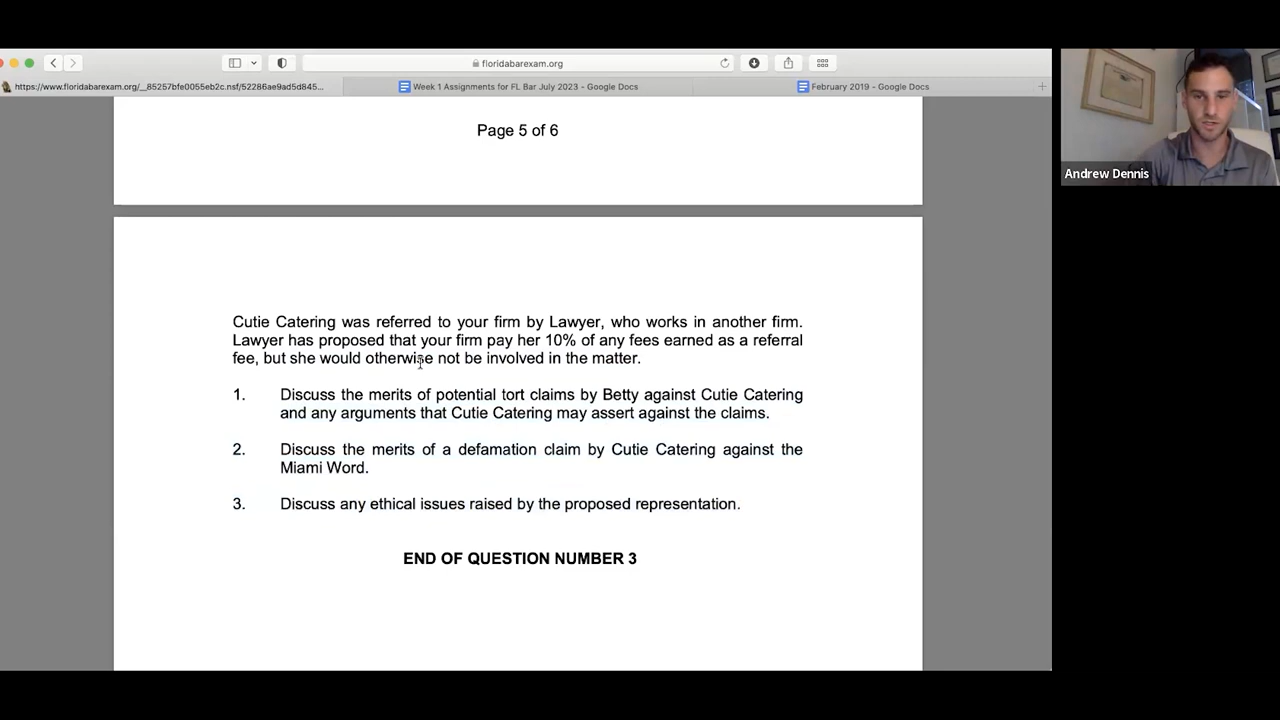 floridabarexam.org
https://www.floridabarexam.org/__85257bfe0055eb2c.nsf/52286ae9ad5d845...
Week 1 Assignments for FL Bar July 2023 - Google Docs
February 2019 - Google Docs
Andrew Dennis
Page 5 of 6
Cutie Catering was referred to your firm by Lawyer, who works in another firm.
Lawyer has proposed that your firm pay her 10% of any fees earned as a referral
fee, but she would otherwise not be involved in the matter.
1. Discuss the merits of potential tort claims by Betty against Cutie Catering
and any arguments that Cutie Catering may assert against the claims.
2. Discuss the merits of a defamation claim by Cutie Catering against the
Miami Word.
3. Discuss any ethical issues raised by the proposed representation.
END OF QUESTION NUMBER 3